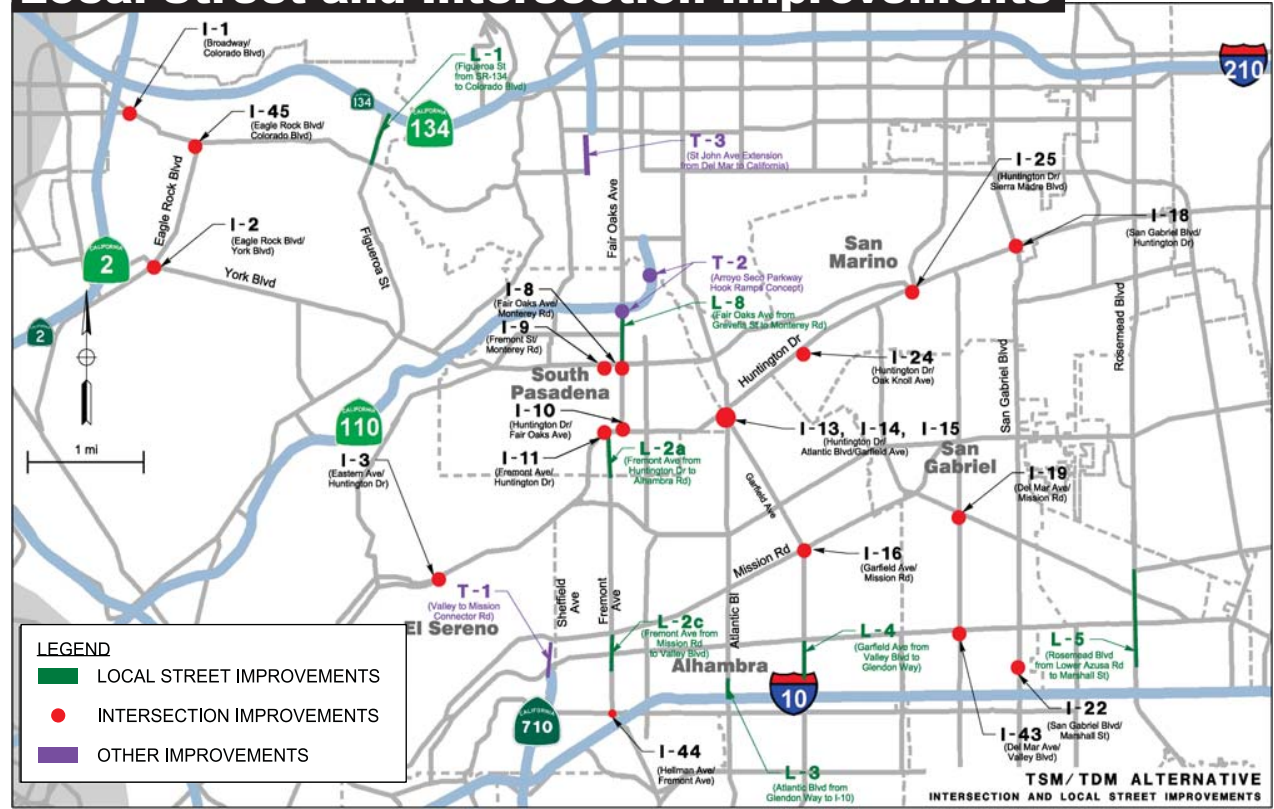 Local Street and Intersection Improvements
I-1
(Broadway/
Colorado Blvd)
L-1
(Figueroa St
from SR-134
to Colorado Blvd)
CALIFORNIA
210
134
CALIFORNIA
134
I-45
(Eagle Rock Blvd/
Colorado Blvd)
T-3
(St John Ave Extension
from Del Mar to California)
I-25
(Huntington Dr/
Sierra Madre Blvd)
Eagle Rock Blvd
I-2
(Eagle Rock Blvd/
York Blvd)
Fair Oaks Ave
I-18
(San Gabriel Blvd/
Huntington Dr)
San
Marino
CALIFORNIA
2
Figueroa St
York Blvd
T-2
(Arroyo Seco Parkway
Hook Ramps Concept)
I-8
(Fair Oaks Ave/
Monterey Rd)
L-8
(Fair Oaks Ave from
Grevelia St to Monterey Rd)
Rosemead Blvd
2
I-9
(Fremont St/
Monterey Rd)
Huntington Dr
I-24
(Huntington Dr/
Oak Knoll Ave)
San Gabriel Blvd
South
Pasadena
CALIFORNIA
110
I-10
(Huntington Dr/
Fair Oaks Ave)
I-13, I-14, I-15
(Huntington Dr/
Atlantic Blvd/Garfield Ave)
1 mi
I-3
(Eastern Ave/
Huntington Dr)
I-11
(Fremont Ave/
Huntington Dr)
L-2a
(Fremont Ave from
Huntington Dr to
Alhambra Rd)
San
Gabriel
I-19
(Del Mar Ave/
Mission Rd)
Garfield Ave
Mission Rd
I-16
(Garfield Ave/
Mission Rd)
T-1
(Valley to Mission
Connector Rd)
Sheffield
Ave
Fremont
Ave
Atlantic Bl
El Sereno
L-2c
(Fremont Ave from
Mission Rd
to Valley Blvd)
L-4
(Garfield Ave from
Valley Blvd to
Glendon Way)
L-5
(Rosemead Blvd
from Lower Azusa Rd
to Marshall St)
Alhambra
10
CALIFORNIA
710
I-22
(San Gabriel Blvd/
Marshall St)
I-43
(Del Mar Ave/
Valley Blvd)
I-44
(Hellman Ave/
Fremont Ave)
L-3
(Atlantic Blvd from
Glendon Way to I-10)
LEGEND
LOCAL STREET IMPROVEMENTS
INTERSECTION IMPROVEMENTS
OTHER IMPROVEMENTS
TSM/TDM ALTERNATIVE
INTERSECTION AND LOCAL STREET IMPROVEMENTS